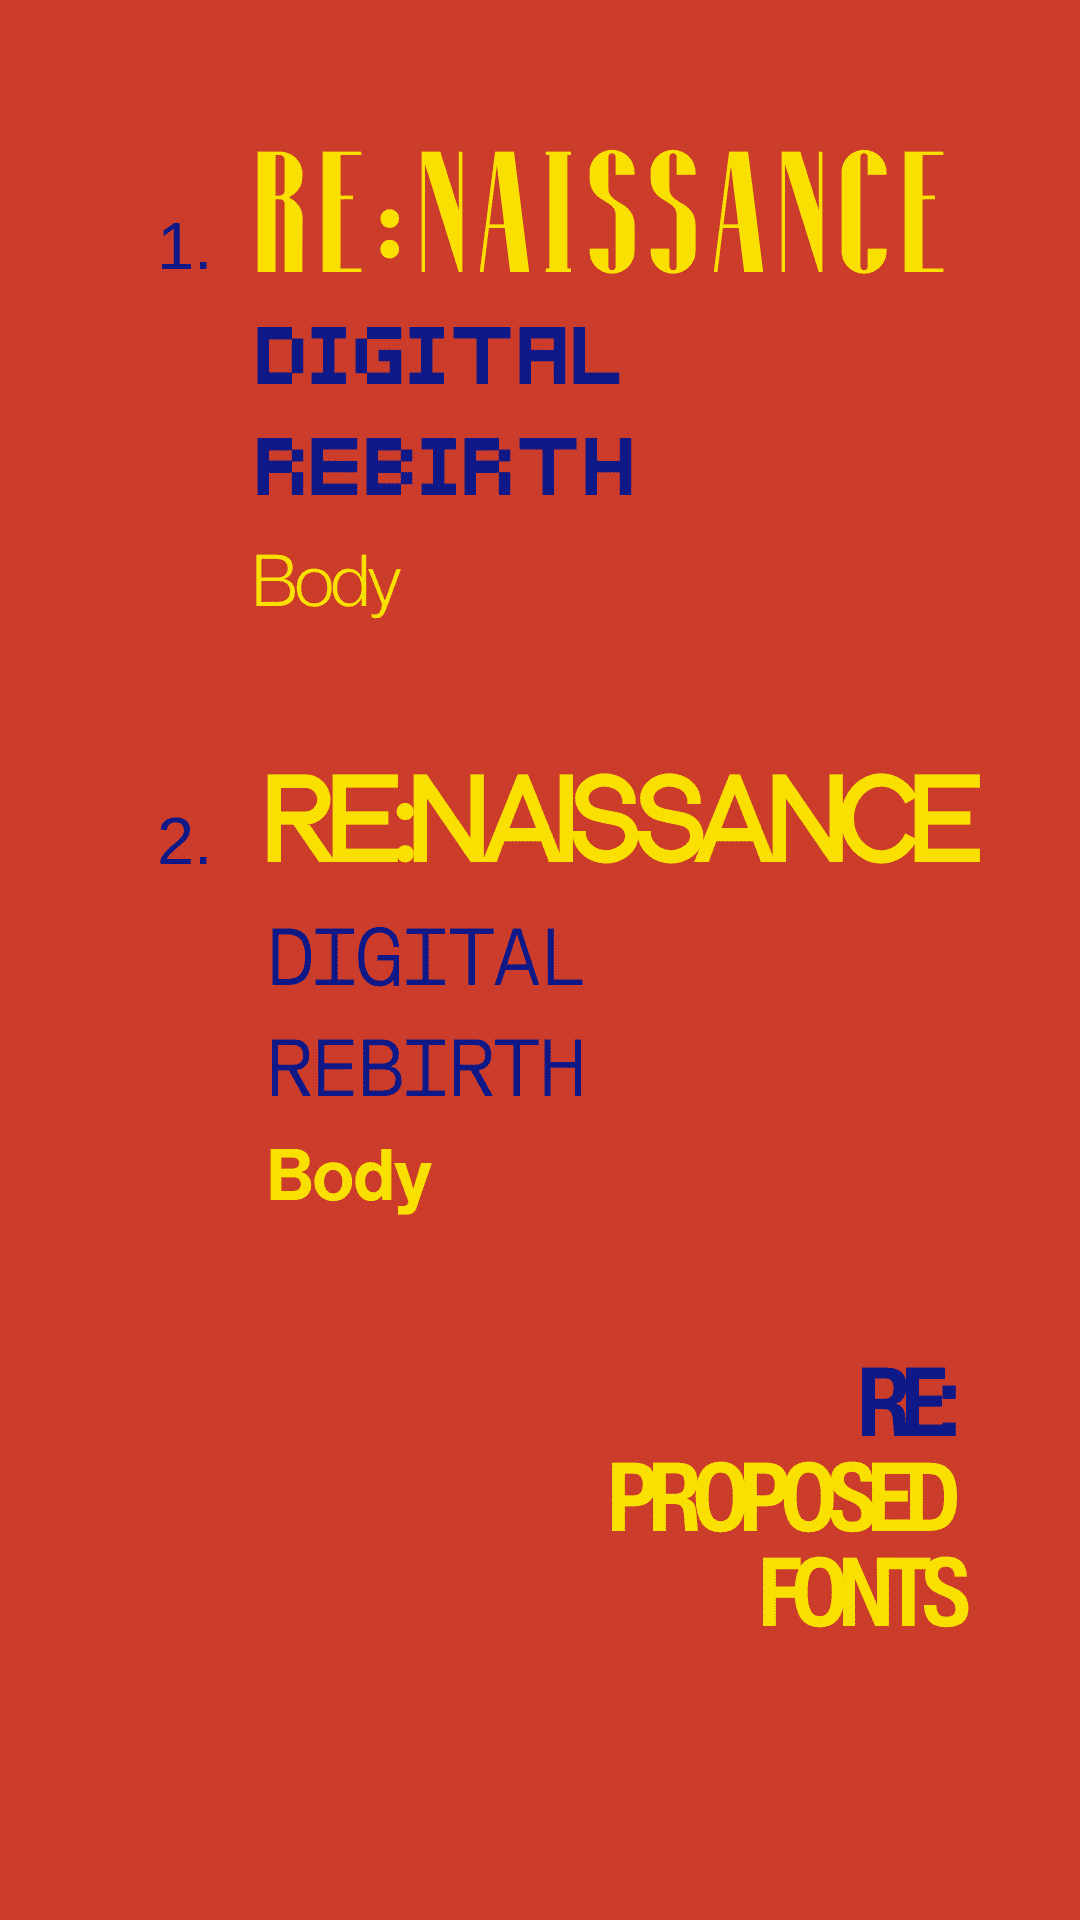 1. RE:NAISSANCE
DIGITAL
REBIRTH
Body
2. RE:NAISSANCE
DIGITAL
REBIRTH
Body
RE:
PROPOSED
FONTS